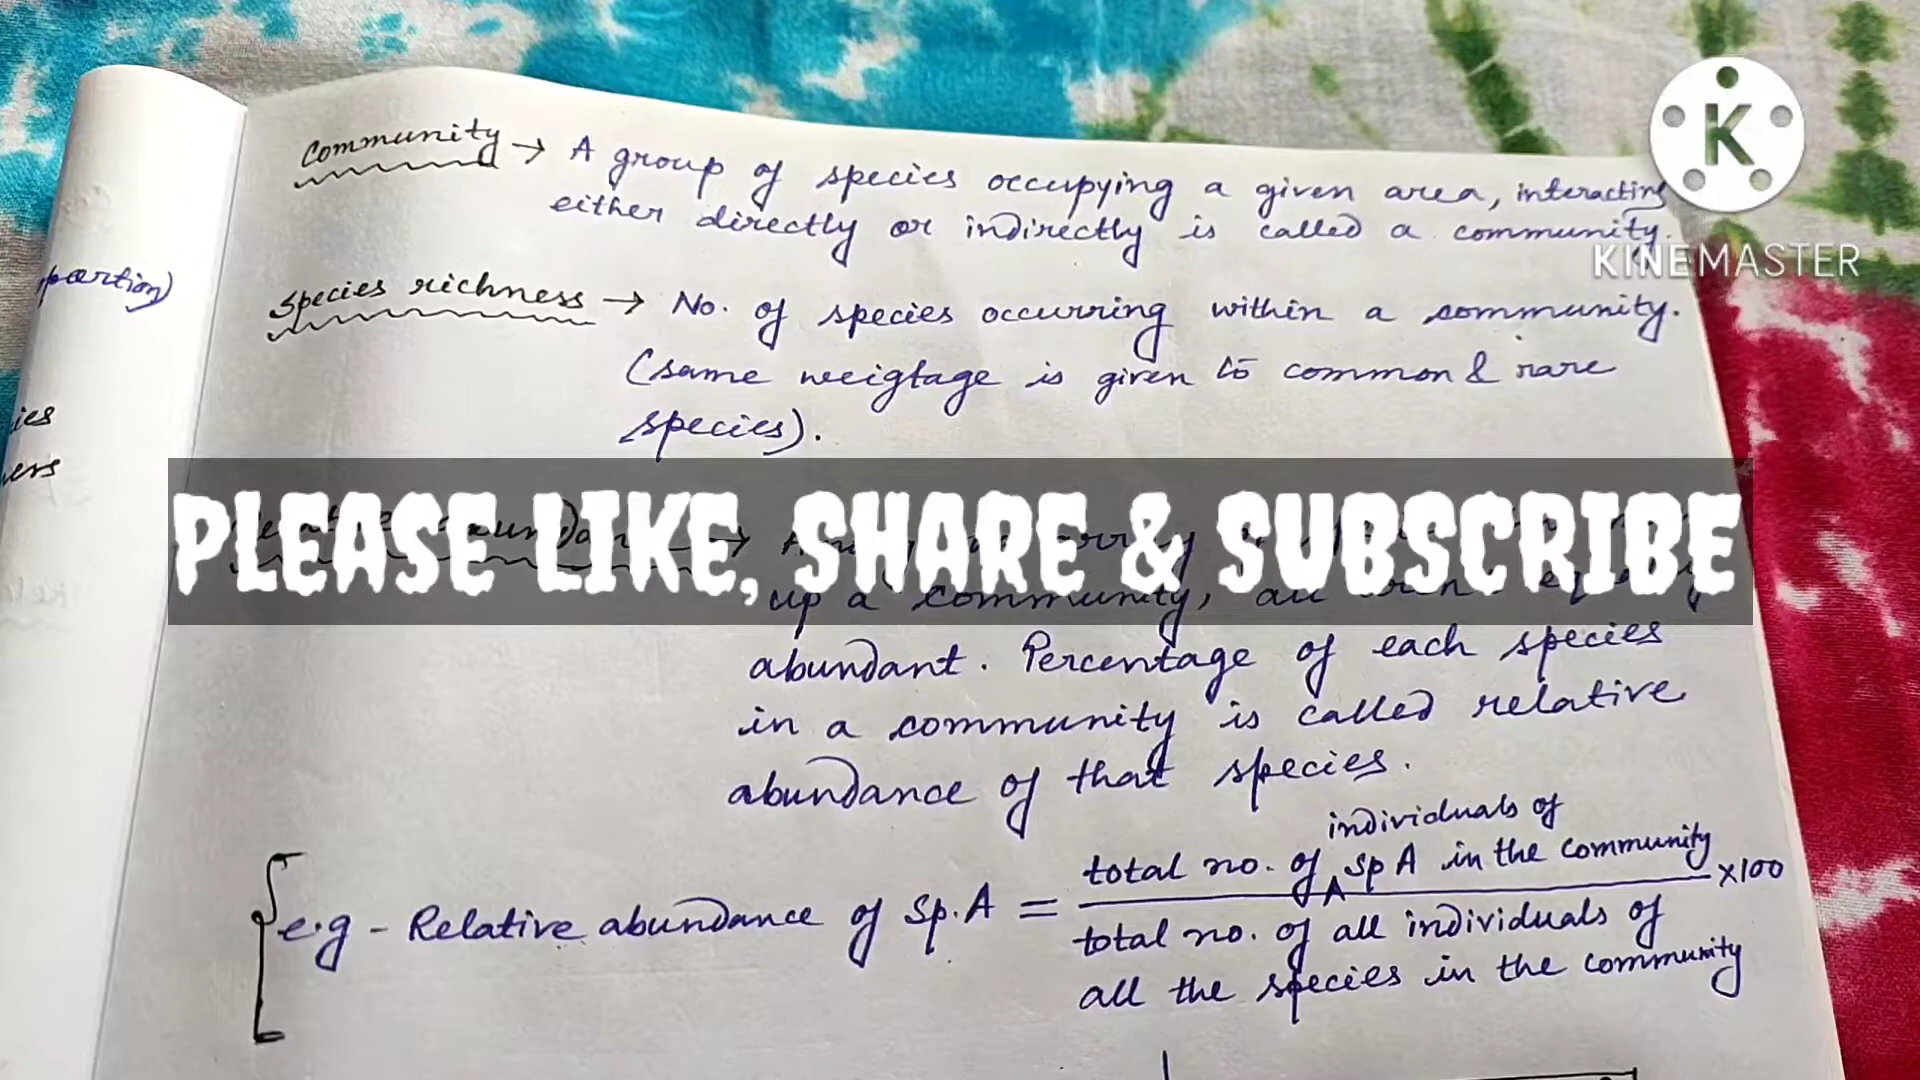 Community → A group of species occupying a given area, interacting
either directly or indirectly is called a community.
KINEMASTER
partion)
Species richness → No. of species occurring within a community.
(same weigtage is given to common & rare
species).
ies
PLEASE LIKE, SHARE & SUBSCRIBE
up a community,
abundant. Percentage of each species
in a community is called relative
abundance of that species.
individuals of
e.g - Relative abundance of Sp. A = total no. of ʌ sp A in the community ×100
total no. of all individuals of
all the species in the community